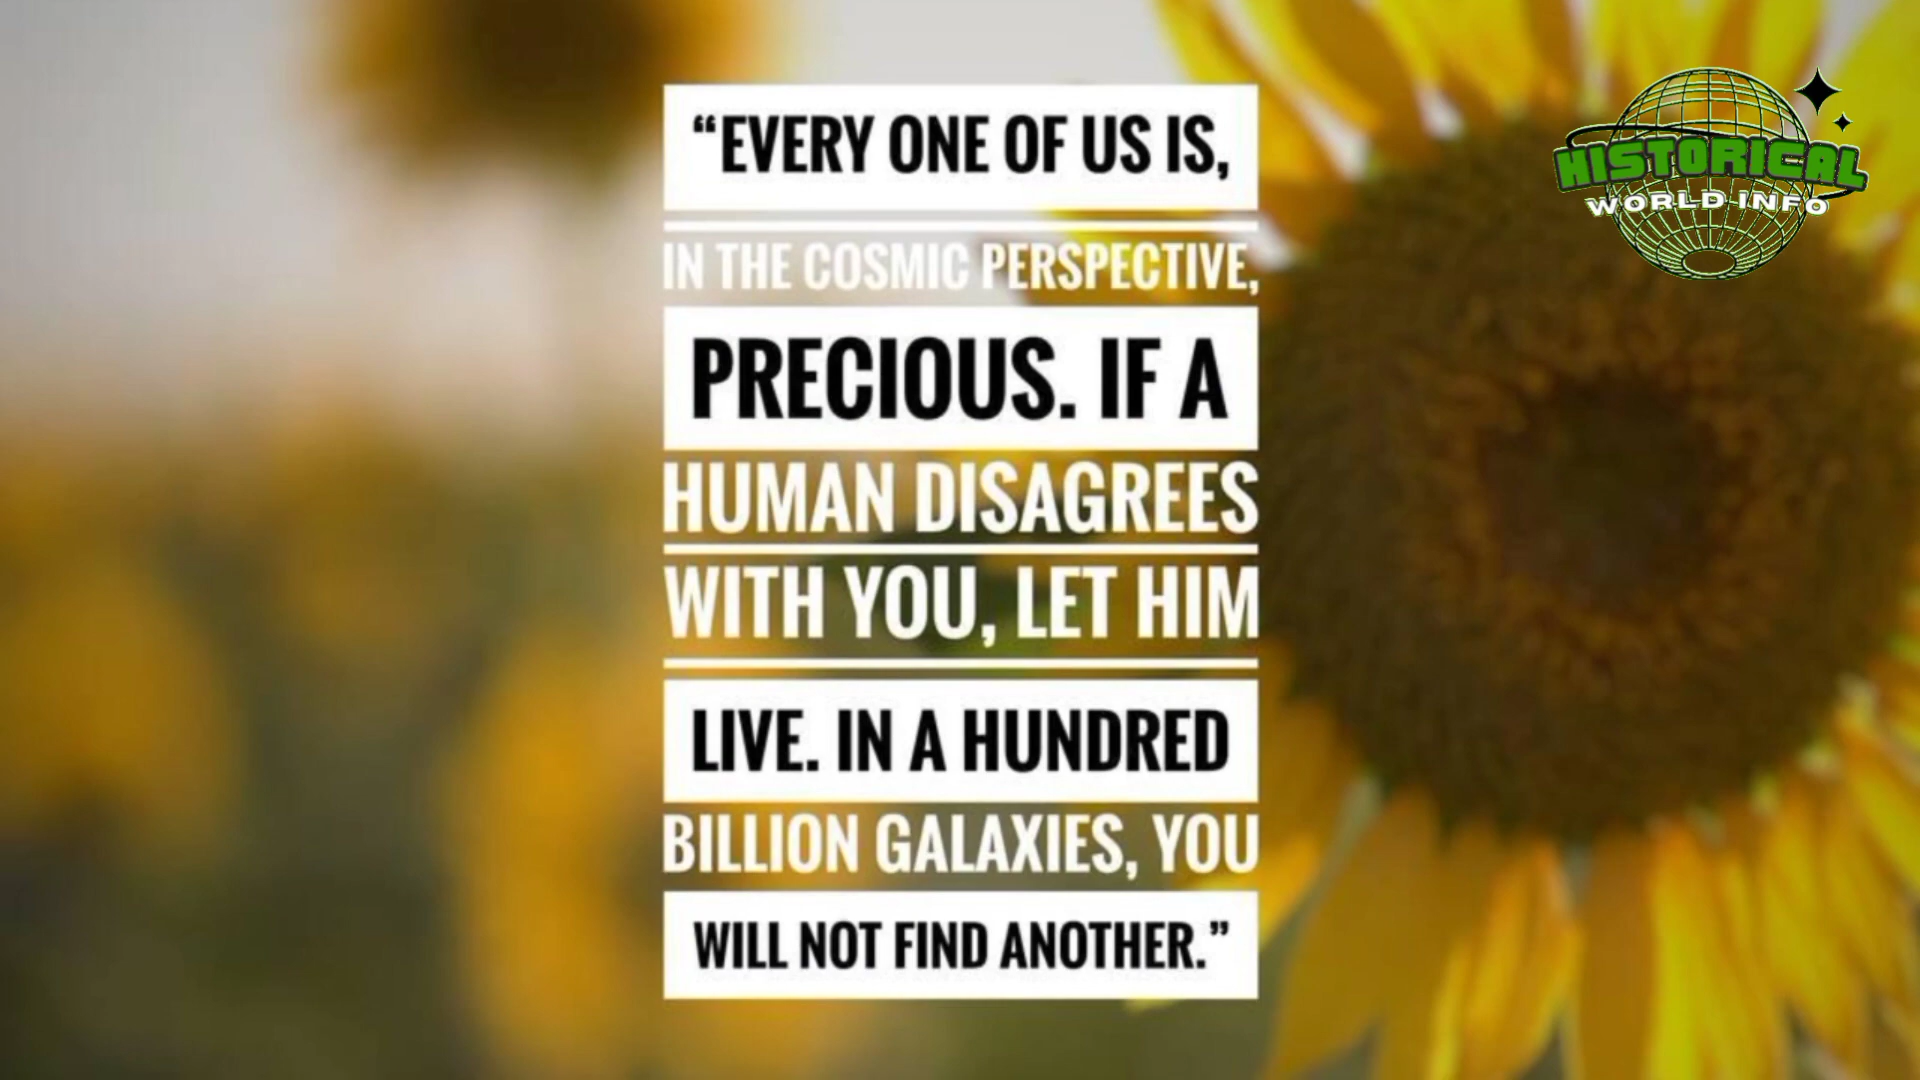 “EVERY ONE OF US IS,
IN THE COSMIC PERSPECTIVE,
PRECIOUS. IF A
HUMAN DISAGREES
WITH YOU, LET HIM
LIVE. IN A HUNDRED
BILLION GALAXIES, YOU
WILL NOT FIND ANOTHER.”
HISTORICAL
WORLD INFO